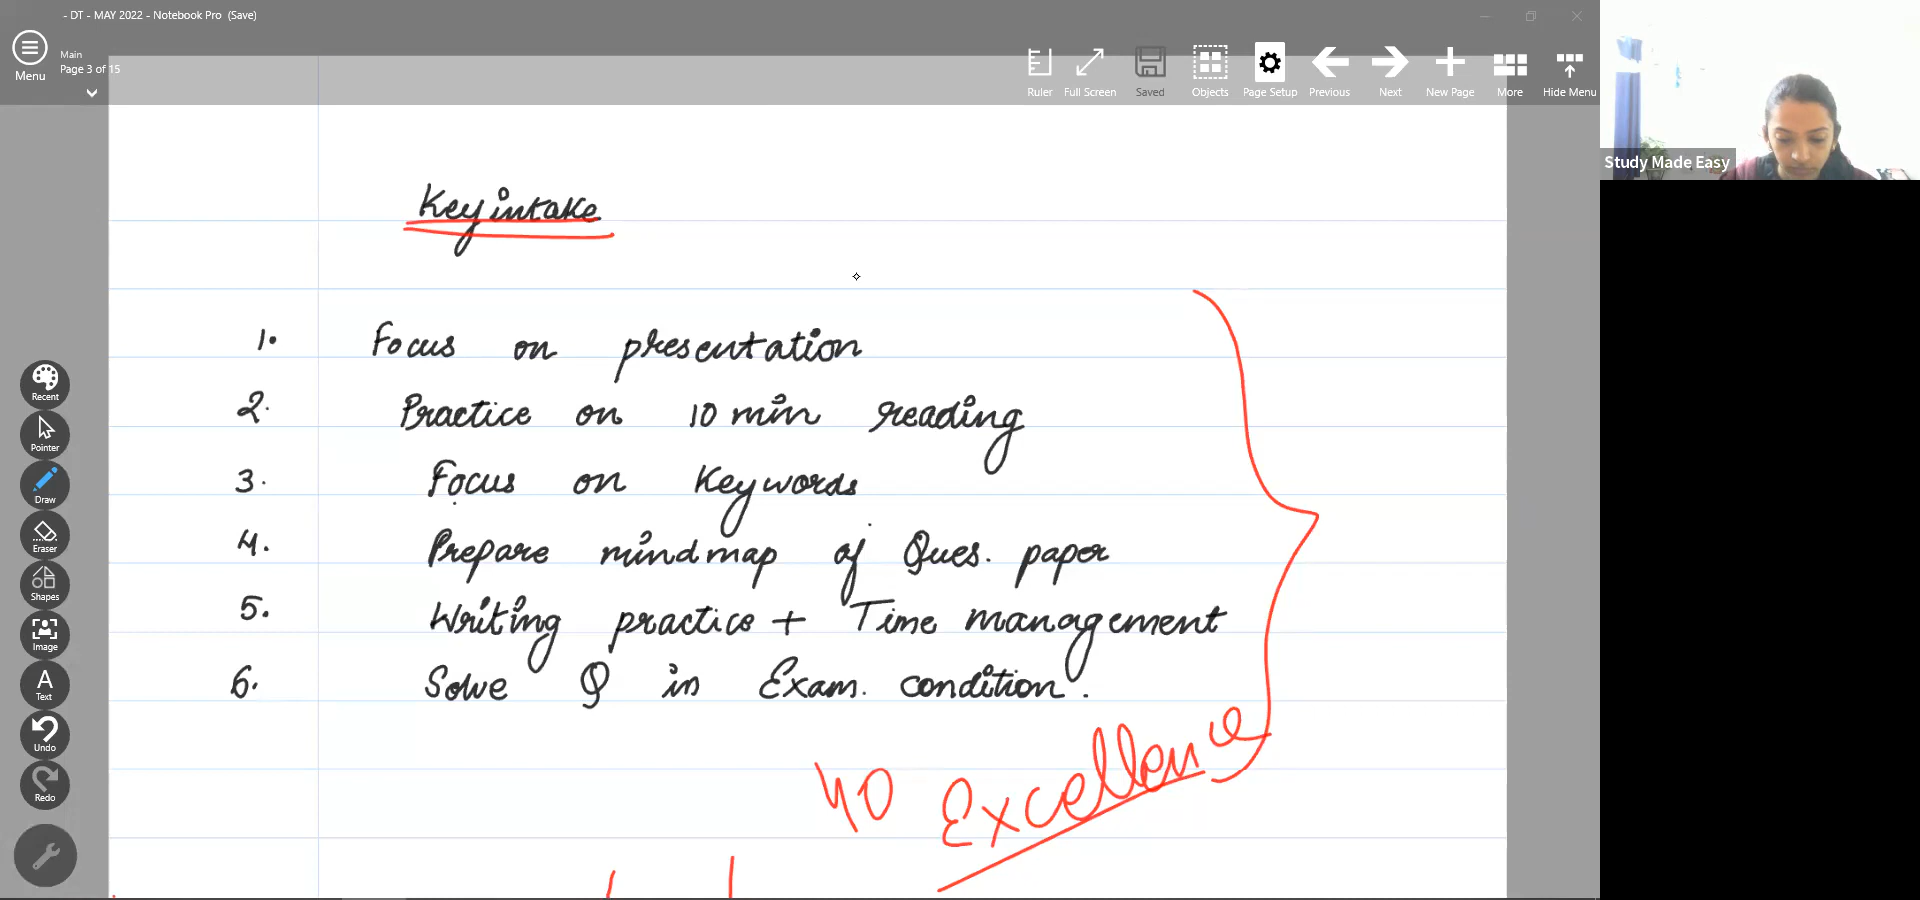 - DT - MAY 2022 - Notebook Pro (Save)
Menu
Main
Page 3 of 15
Ruler
Full Screen
Saved
Objects
Page Setup
Previous
Next
New Page
More
Hide Menu
Study Made Easy
Key intake
1. Focus on presentation
2. Practice on 10 min reading
3. Focus on Keywords
4. Prepare mindmap of Ques. paper
5. Writing practice + Time management
6. Solve Q in Exam. condition.
40 Excellence
Recent
Pointer
Draw
Eraser
Shapes
Image
Text
Undo
Redo